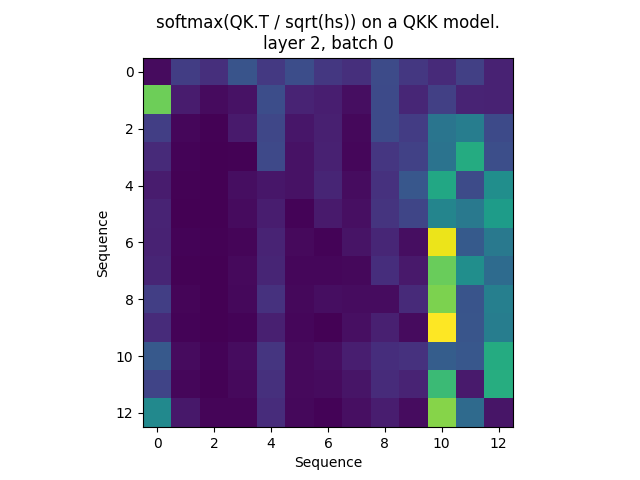 softmax(QK.T / sqrt(hs)) on a QKK model.
layer 2, batch 0
0
2
4
6
8
10
12
Sequence
0 2 4 6 8 10 12
Sequence